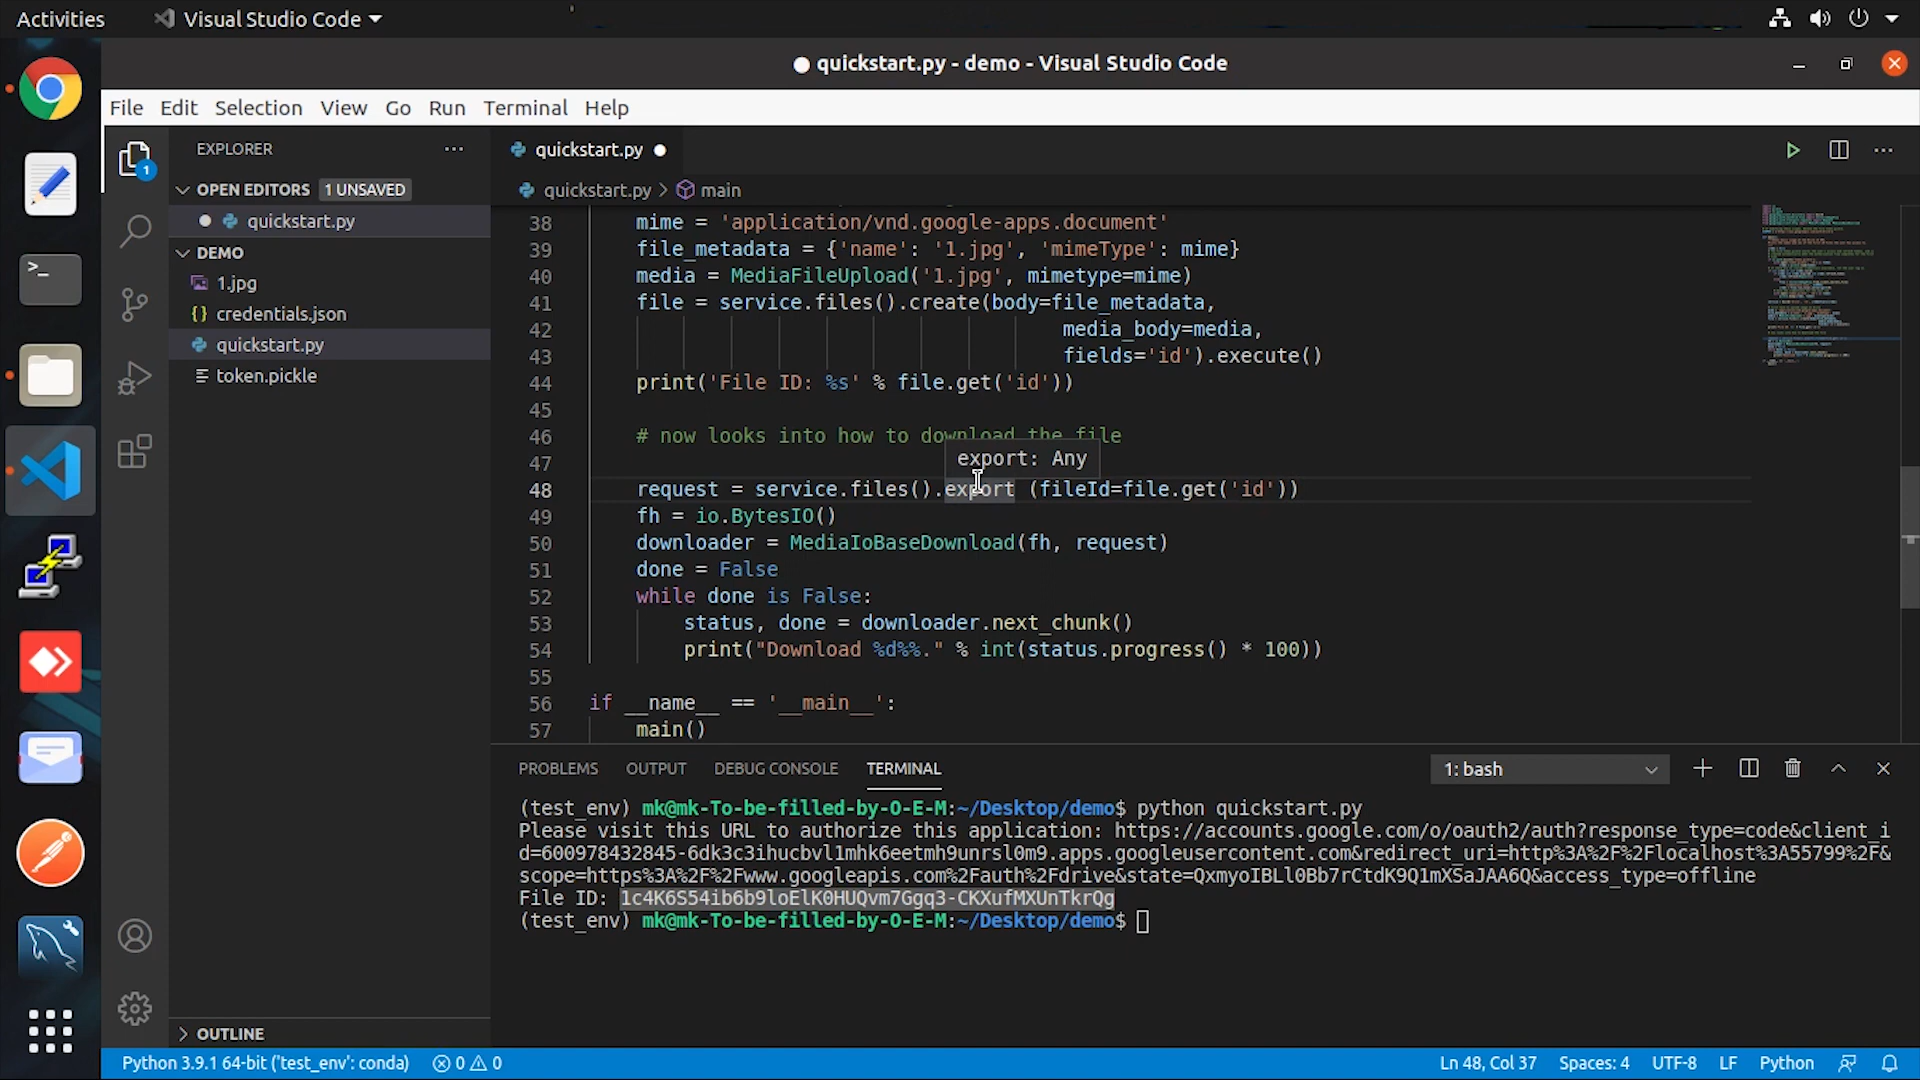 Activities
Visual Studio Code
● quickstart.py - demo - Visual Studio Code
File Edit Selection View Go Run Terminal Help
EXPLORER
OPEN EDITORS 1 UNSAVED
quickstart.py
DEMO
1.jpg
{} credentials.json
quickstart.py
token.pickle
OUTLINE
1
>_
quickstart.py ●
quickstart.py > main
38 mime = 'application/vnd.google-apps.document'
39 file_metadata = {'name': '1.jpg', 'mimeType': mime}
40 media = MediaFileUpload('1.jpg', mimetype=mime)
41 file = service.files().create(body=file_metadata,
42 media_body=media,
43 fields='id').execute()
44 print('File ID: %s' % file.get('id'))
45
46 # now looks into how to download the file
export: Any
47
48 request = service.files().export (fileId=file.get('id'))
49 fh = io.BytesIO()
50 downloader = MediaIoBaseDownload(fh, request)
51 done = False
52 while done is False:
53 status, done = downloader.next_chunk()
54 print("Download %d%%." % int(status.progress() * 100))
55
56 if __name__ == '__main__':
57 main()
PROBLEMS OUTPUT DEBUG CONSOLE TERMINAL 1: bash
(test_env) mk@mk-To-be-filled-by-O-E-M:~/Desktop/demo$ python quickstart.py
Please visit this URL to authorize this application: https://accounts.google.com/o/oauth2/auth?response_type=code&client_i
d=600978432845-6dk3c3ihucbvl1mhk6eetmh9unrsl0m9.apps.googleusercontent.com&redirect_uri=http%3A%2F%2Flocalhost%3A55799%2F&
scope=https%3A%2F%2Fwww.googleapis.com%2Fauth%2Fdrive&state=QxmyoIBLl0Bb7rCtdK9Q1mXSaJAA6Q&access_type=offline
File ID: 1c4K6S54ib6b9loElK0HUQvm7Ggq3-CKXufMXUnTkrQg
(test_env) mk@mk-To-be-filled-by-O-E-M:~/Desktop/demo$
Python 3.9.1 64-bit ('test_env': conda) 0 0 Ln 48, Col 37 Spaces: 4 UTF-8 LF Python